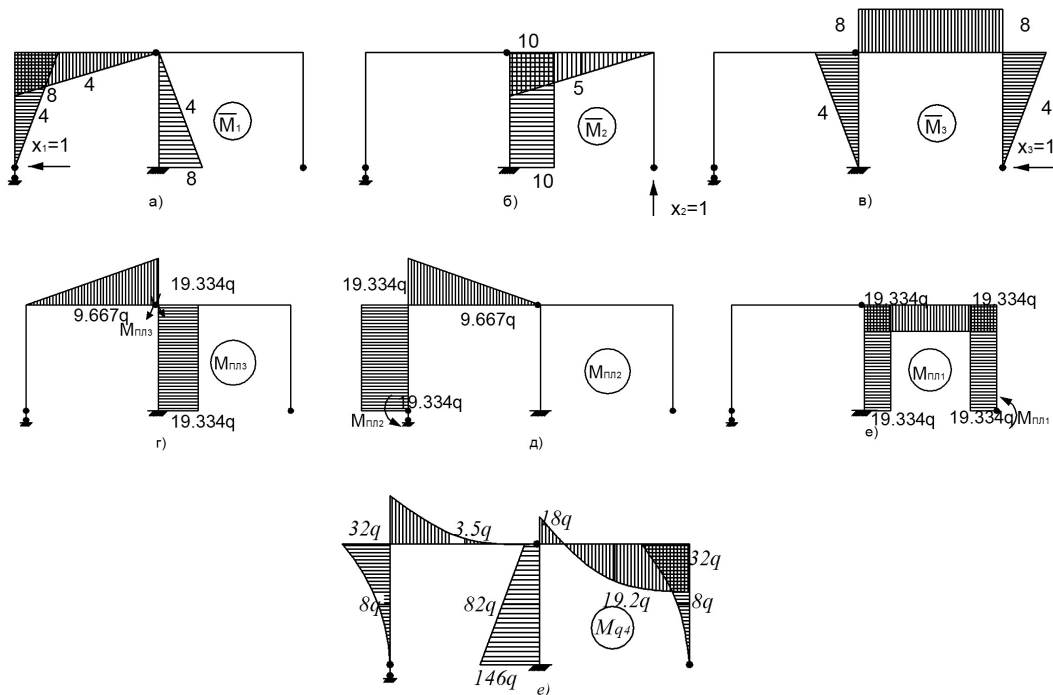 8
4
8
4
4
8
x₁=1
M̅₁
а)
10
5
10
x₂=1
M̅₂
б)
8
8
4
4
x₃=1
M̅₃
в)
19.334q
9.667q
Mпл3
Mпл3
19.334q
г)
19.334q
9.667q
19.334q
Mпл2
Mпл2
д)
19.334q
19.334q
Mпл1
19.334q
19.334q
Mпл1
е)
32q
3.5q
18q
32q
8q
82q
19.2q
8q
Mq4
146q
е)